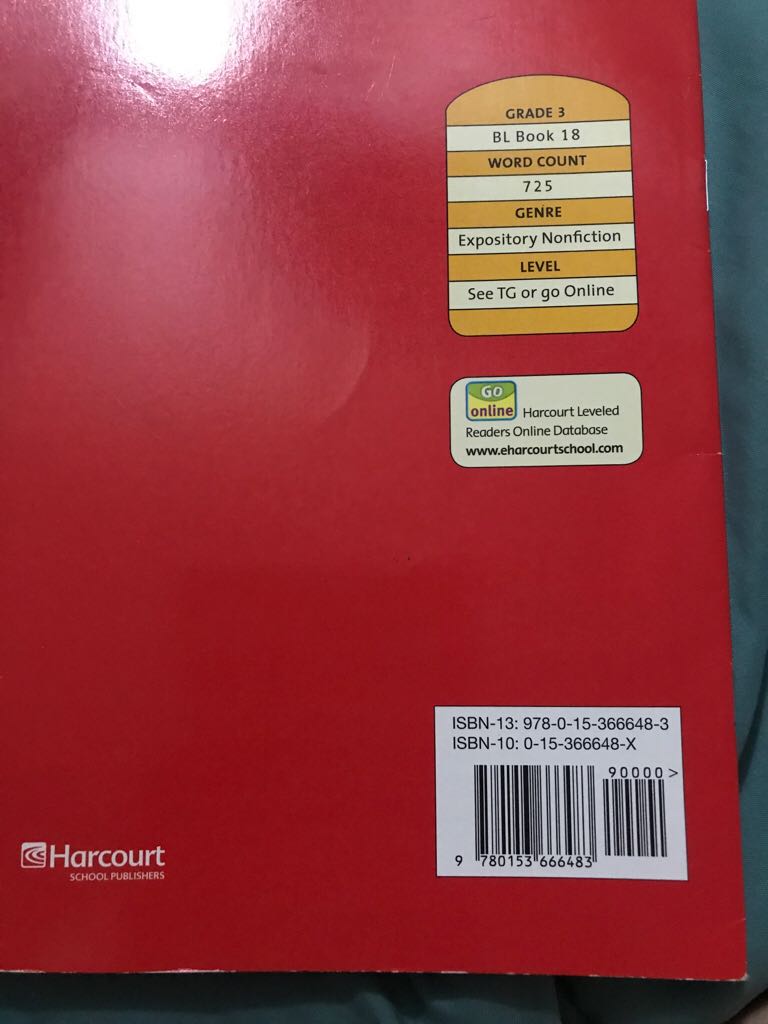 GRADE 3
BL Book 18
WORD COUNT
725
GENRE
Expository Nonfiction
LEVEL
See TG or go Online
GO
online Harcourt Leveled
Readers Online Database
www.eharcourtschool.com
ISBN-13: 978-0-15-366648-3
ISBN-10: 0-15-366648-X
90000>
9 780153 666483
Harcourt
SCHOOL PUBLISHERS